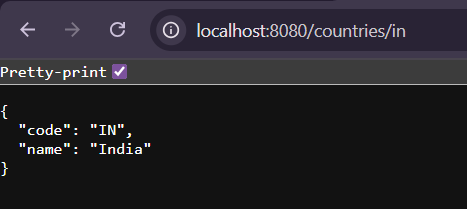 localhost:8080/countries/in
Pretty-print
{
  "code": "IN",
  "name": "India"
}